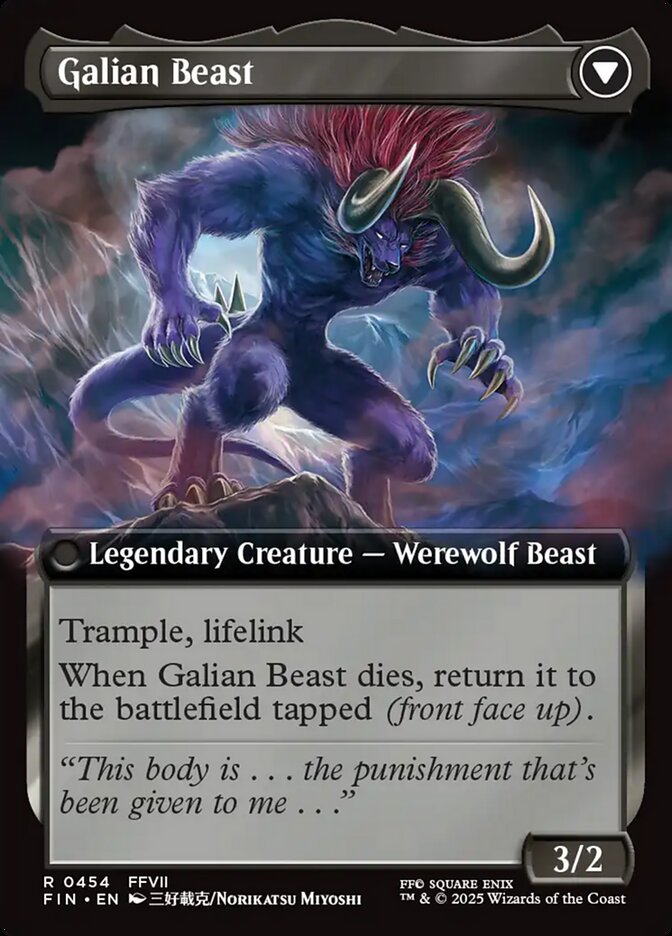 Galian Beast
Legendary Creature — Werewolf Beast
Trample, lifelink
When Galian Beast dies, return it to
the battlefield tapped (front face up).
“This body is . . . the punishment that’s
been given to me . . .”
3/2
R 0454 FFVII
FIN • EN 三好載克/Norikatsu Miyoshi
FF© SQUARE ENIX
™ & © 2025 Wizards of the Coast